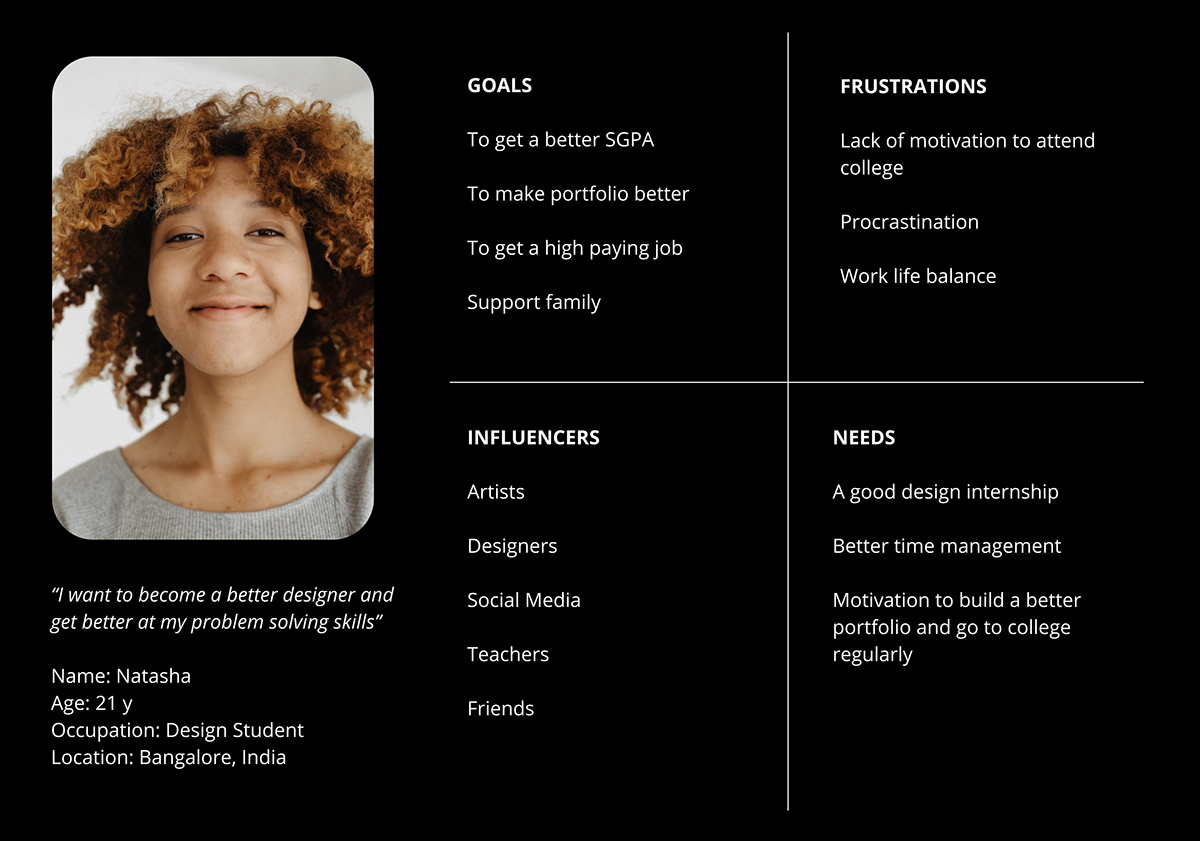 “I want to become a better designer and
get better at my problem solving skills”
Name: Natasha
Age: 21 y
Occupation: Design Student
Location: Bangalore, India
GOALS
To get a better SGPA
To make portfolio better
To get a high paying job
Support family
FRUSTRATIONS
Lack of motivation to attend
college
Procrastination
Work life balance
INFLUENCERS
Artists
Designers
Social Media
Teachers
Friends
NEEDS
A good design internship
Better time management
Motivation to build a better
portfolio and go to college
regularly